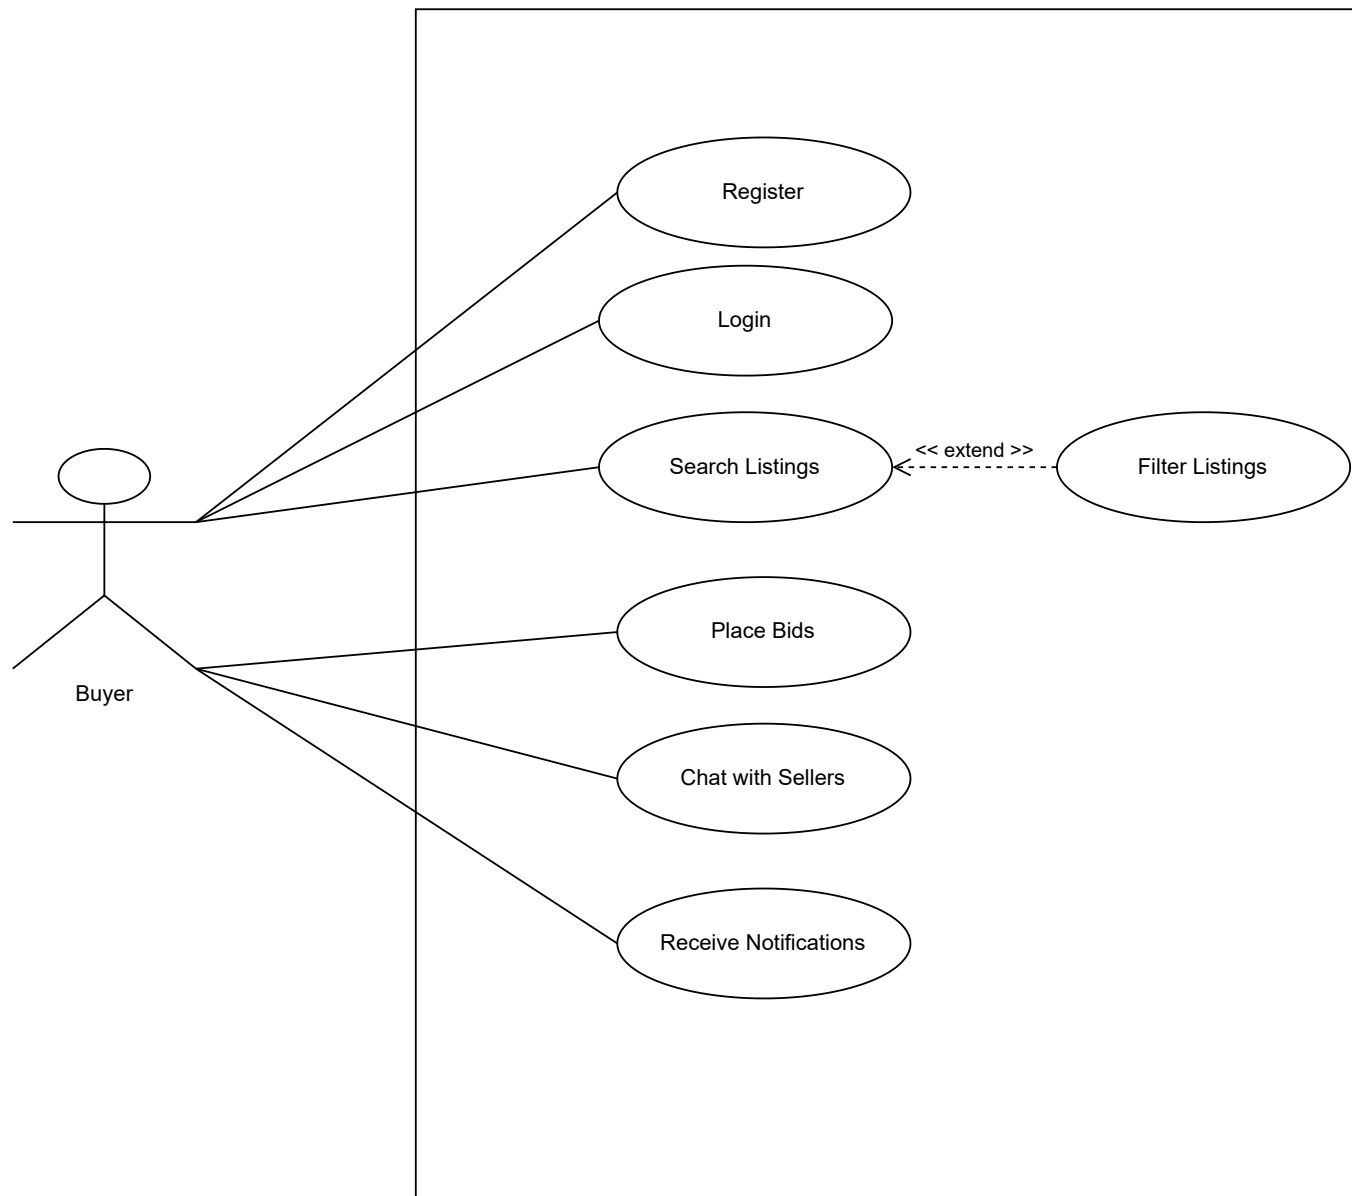 Register
Login
Search Listings
<< extend >>
Filter Listings
Place Bids
Buyer
Chat with Sellers
Receive Notifications